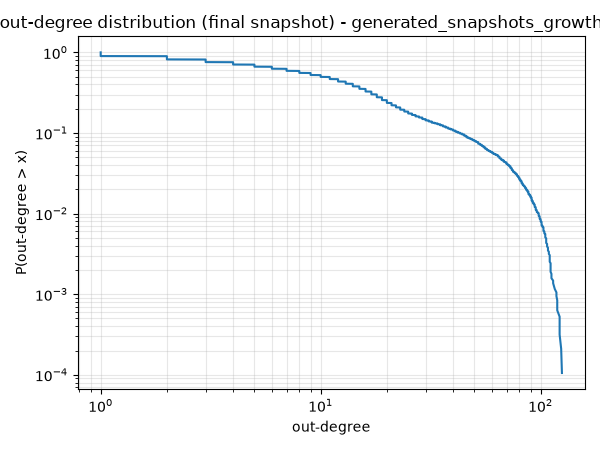 out-degree distribution (final snapshot) - generated_snapshots_growth
10⁰
10⁻¹
10⁻²
10⁻³
10⁻⁴
P(out-degree > x)
10⁰ 10¹ 10²
out-degree